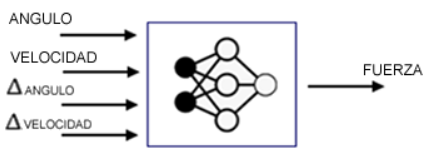 ANGULO
VELOCIDAD
Δ ANGULO
Δ VELOCIDAD
FUERZA